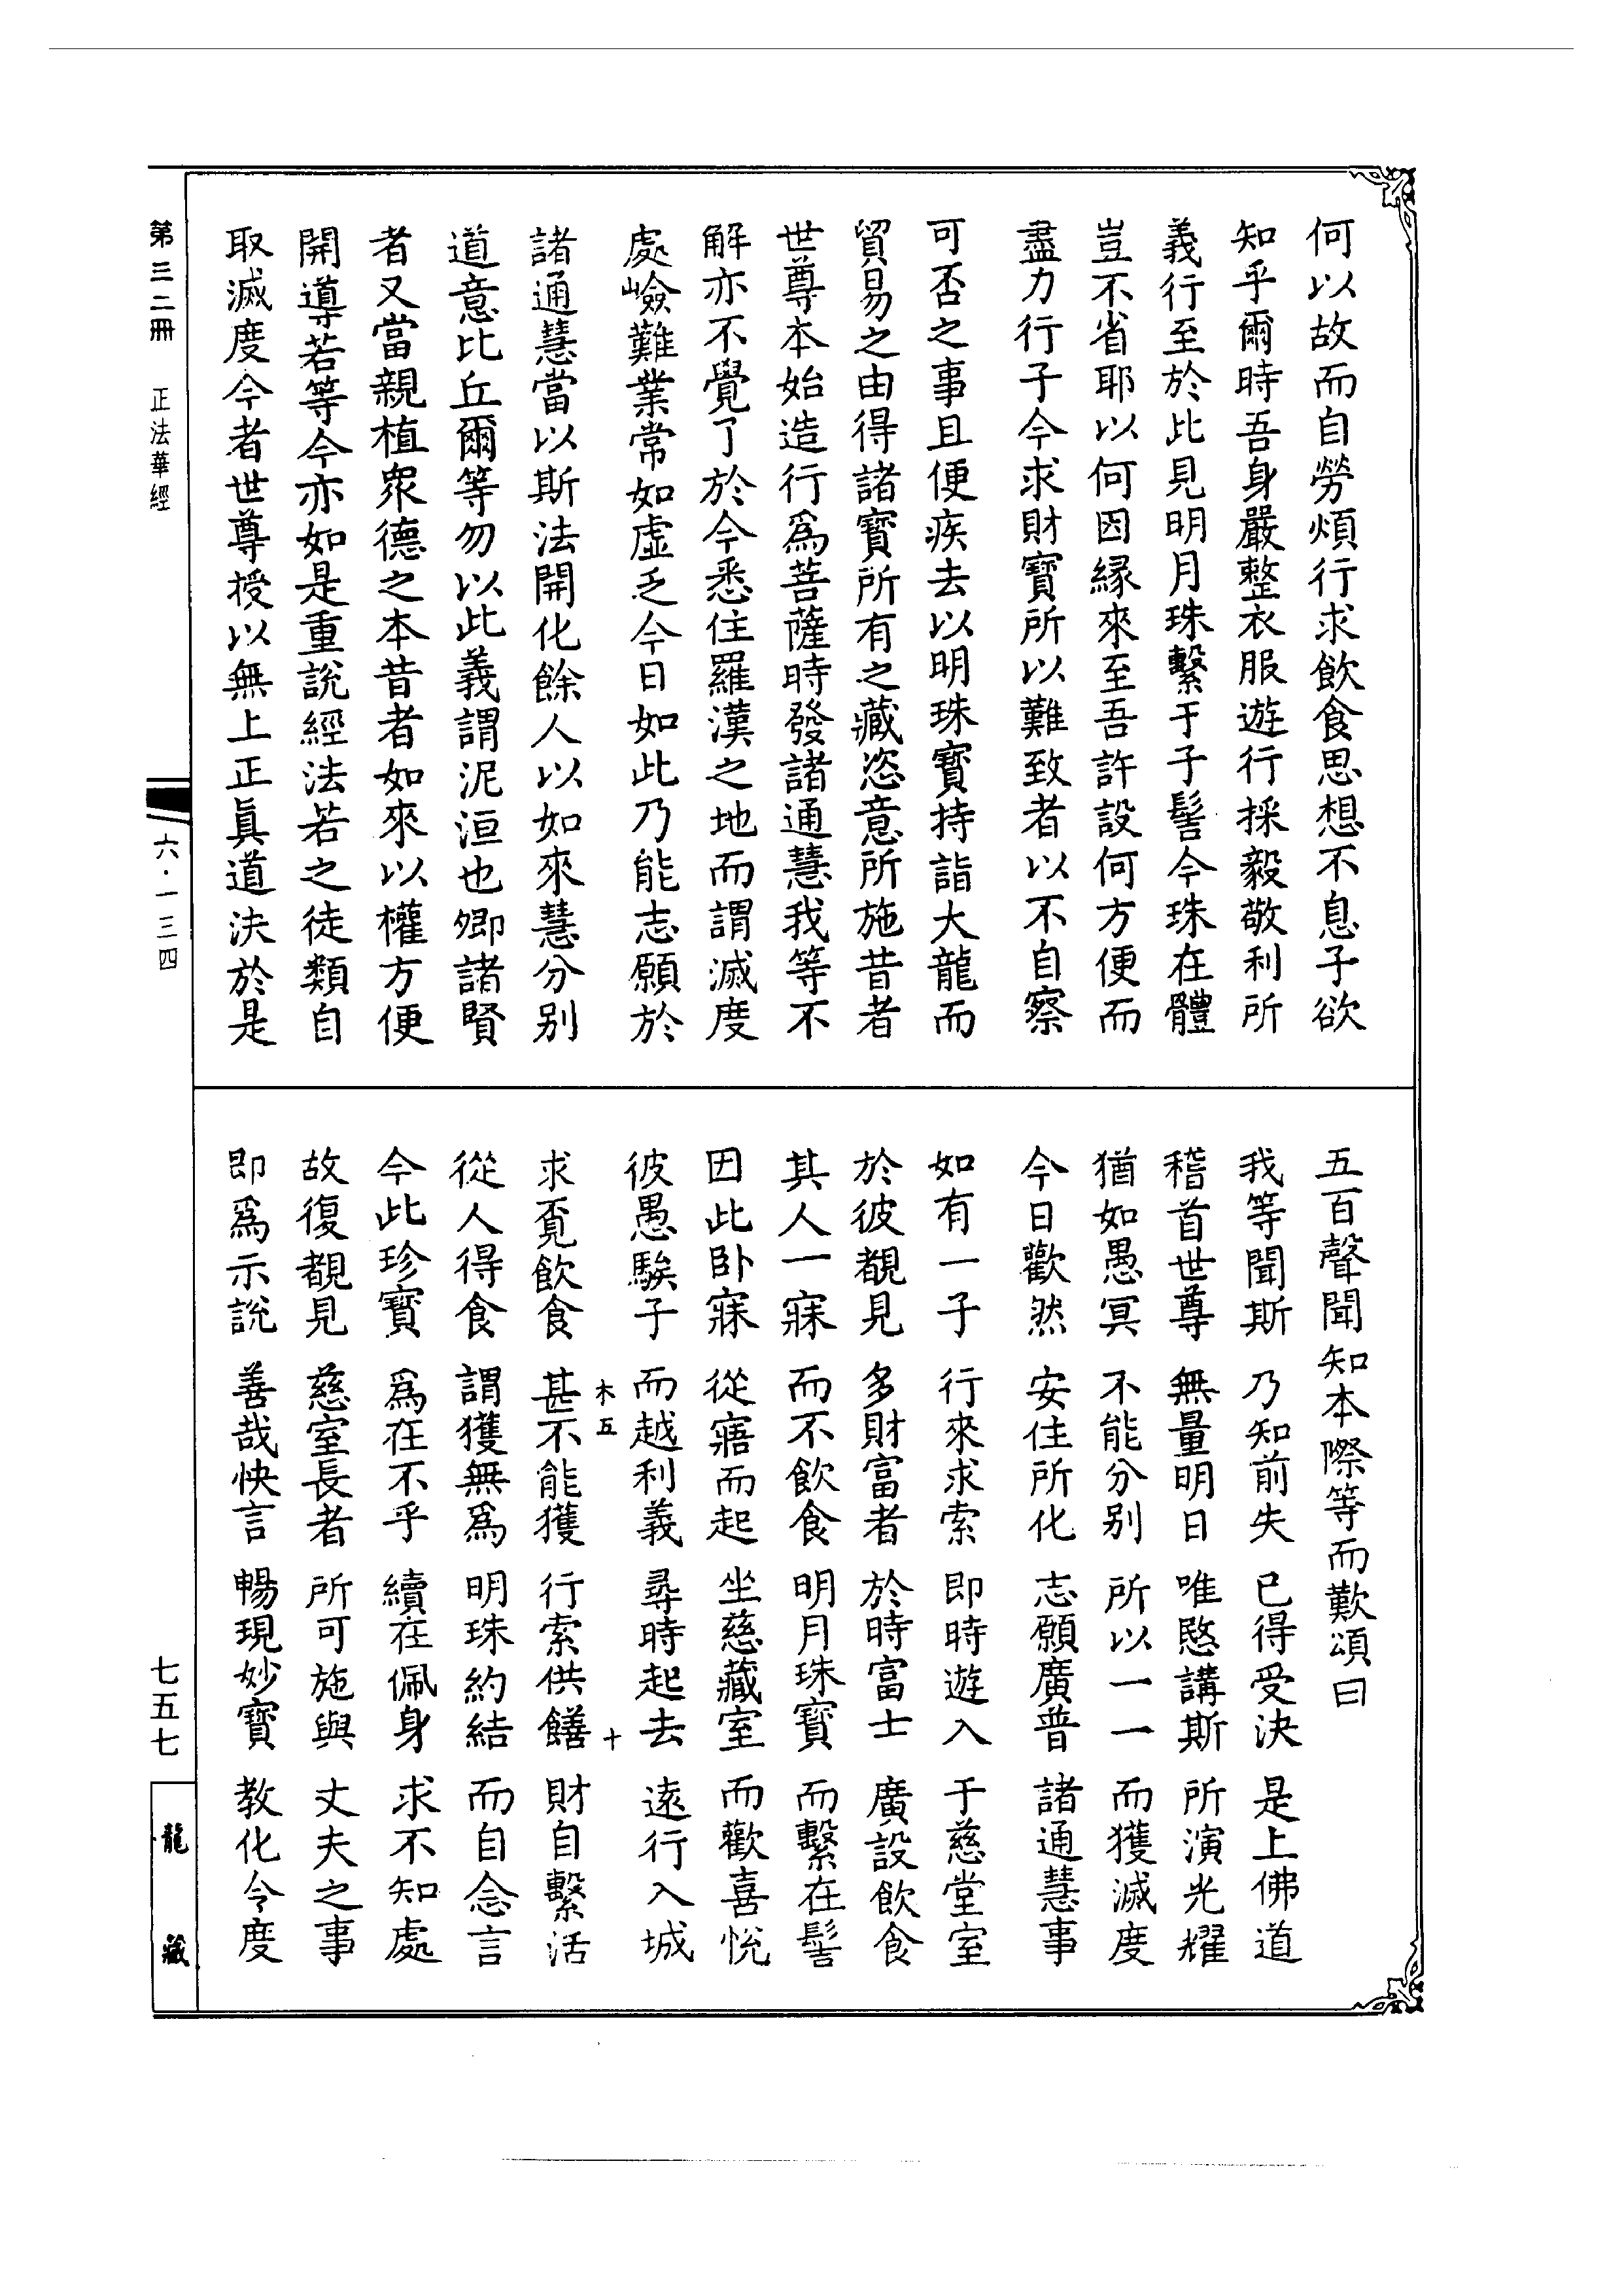 何以故而自勞煩行求飲食思想不息子欲
知乎爾時吾身嚴整衣服遊行採毅敬利所
義行至於此見明月珠繫于子髻今珠在體
豈不省耶以何因緣來至吾許設何方便而
盡力行子今求財寶所以難致者以不自察
可否之事且便疾去以明珠寶持詣大龍而
貿易之由得諸寶所有之藏恣意所施昔者
世尊本始造行爲菩薩時發諸通慧我等不
解亦不覺了於今悉住羅漢之地而謂滅度
處嶮難業常如虛乏今日如此乃能志願於
諸通慧當以斯法開化餘人以如來慧分别
道意比丘爾等勿以此義謂泥洹也卿諸賢
者又當親植衆德之本昔者如來以權方便
開導若等今亦如是重說經法若之徒類自
取滅度今者世尊授以無上正眞道決於是
五百聲聞知本際等而歎頌曰
我等聞斯 乃知前失 已得受決 是上佛道
稽首世尊 無量明日 唯愍講斯 所演光耀
猶如愚冥 不能分别 所以一一 而獲滅度
今日歡然 安住所化 志願廣普 諸通慧事
如有一子 行來求索 即時遊入 于慈堂室
於彼覩見 多財富者 於時富士 廣設飲食
其人一寐 而不飲食 明月珠寶 而繫在髻
因此卧寐 從寤而起 坐慈藏室 而歡喜悅
彼愚騃子 而越利義 尋時起去 遠行入城
木五 十
求覔飲食 甚不能獲 行索供饍 財自繫活
從人得食 謂獲無爲 明珠約結 而自念言
今此珍寶 爲在不乎 續在佩身 求不知處
故復覩見 慈室長者 所可施與 丈夫之事
即爲示說 善哉快言 暢現妙寶 教化令度
第三二冊 正法華經
六·一三四
七五七
龍藏